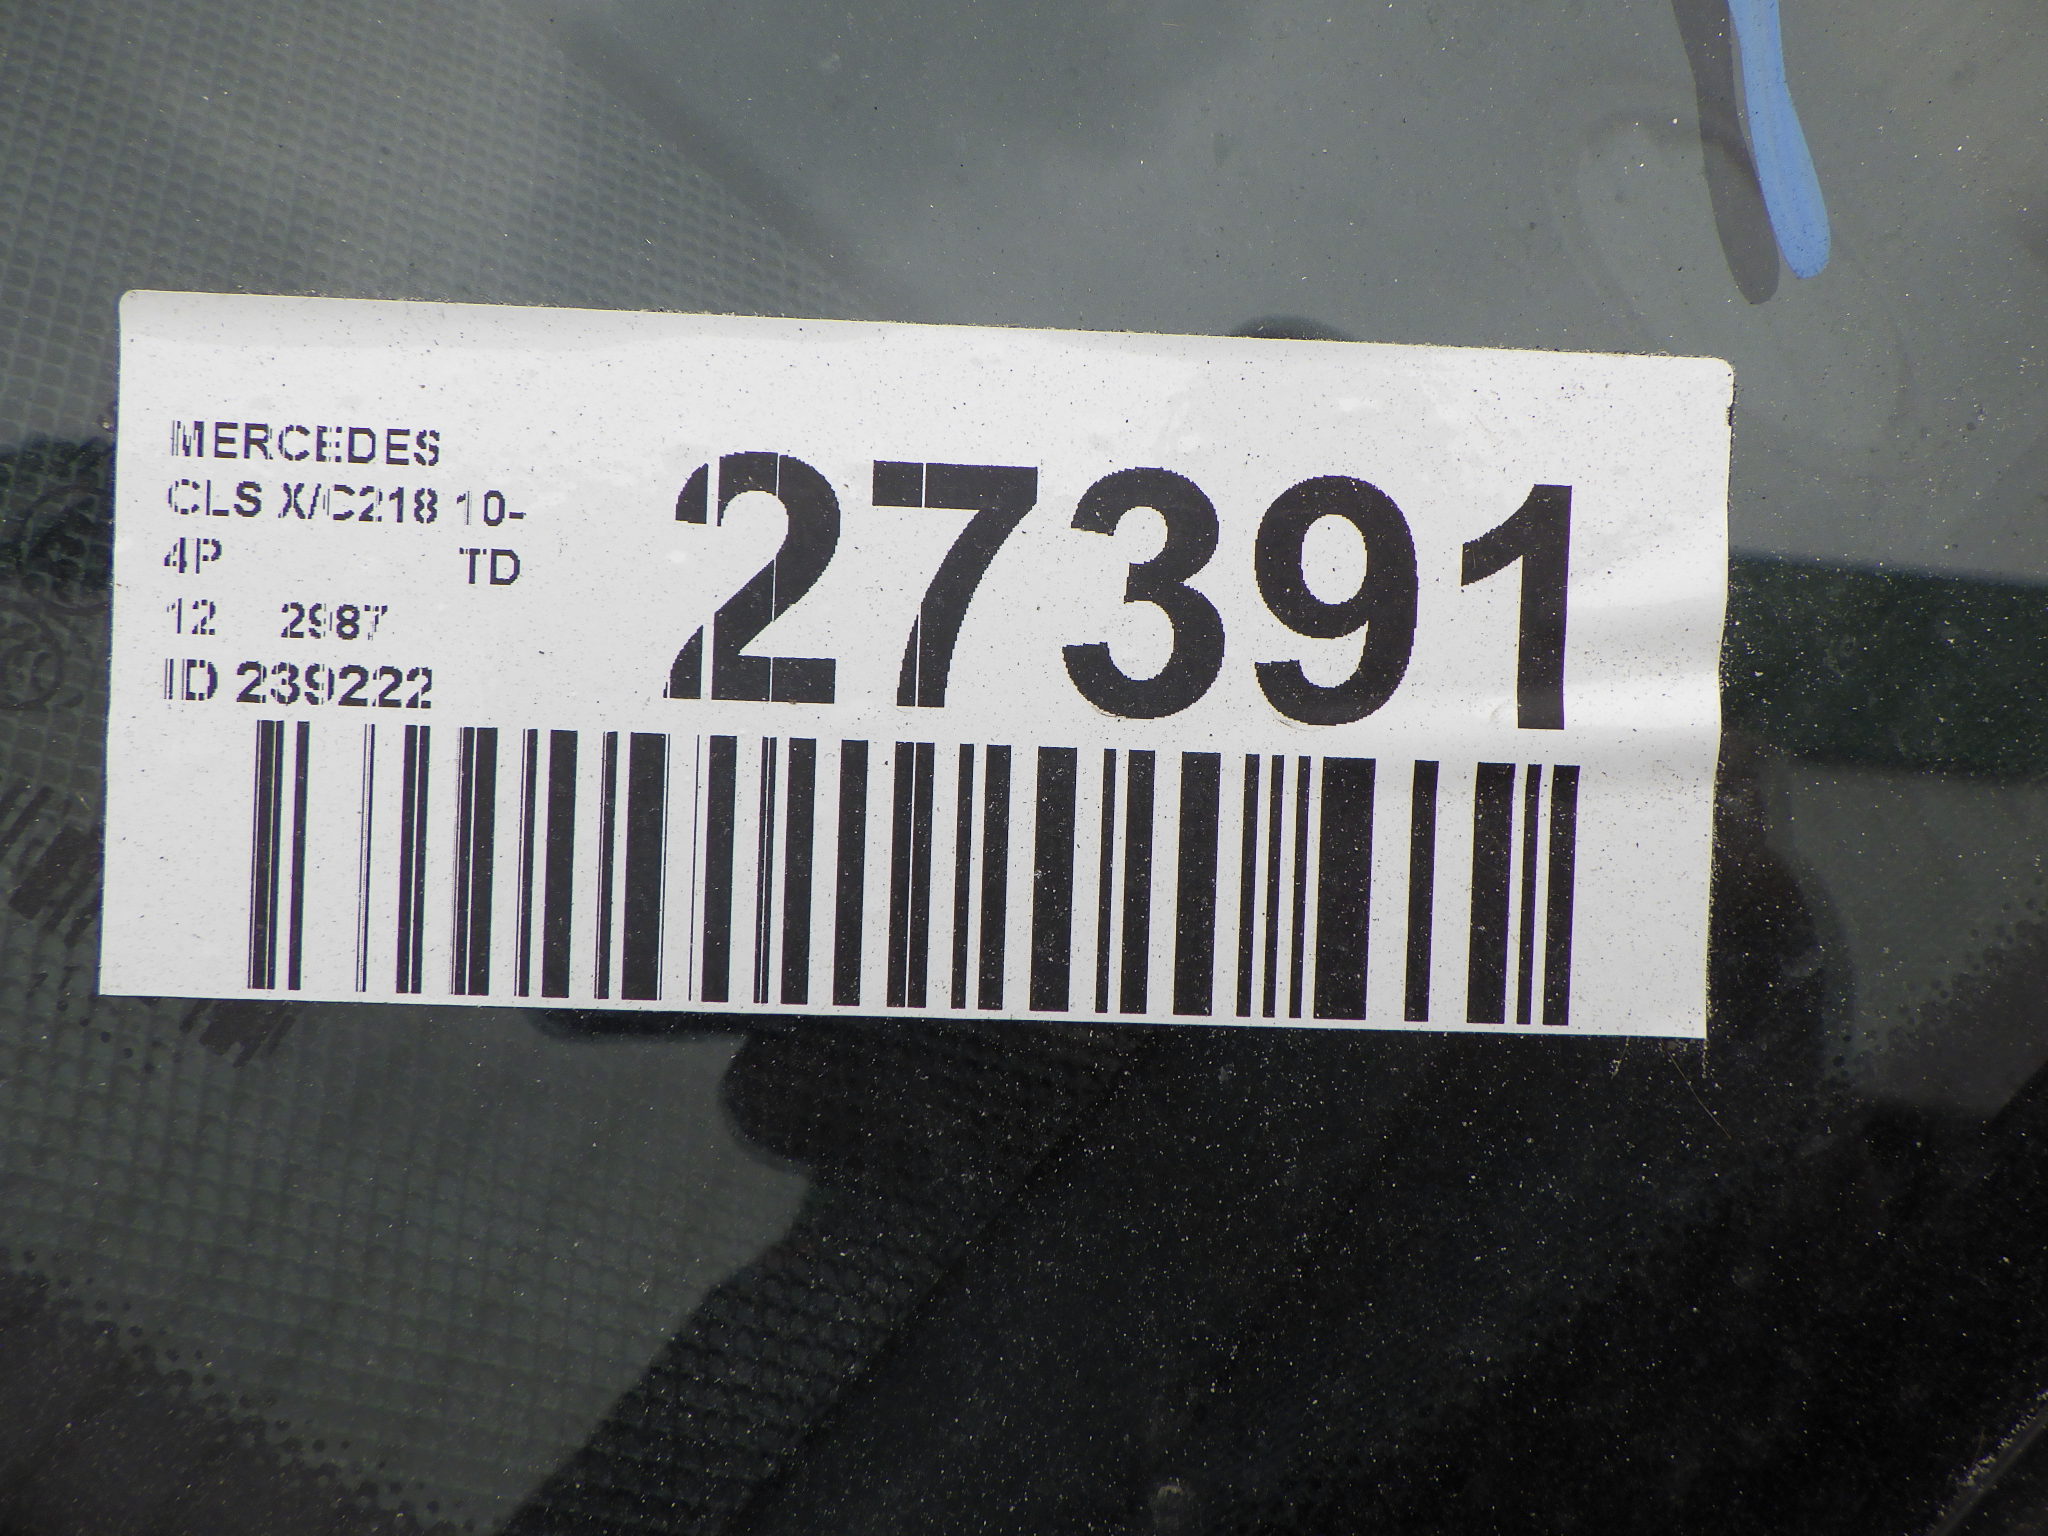 MERCEDES
CLS X/C218 10-
4P TD
12 2987
ID 239222
27391